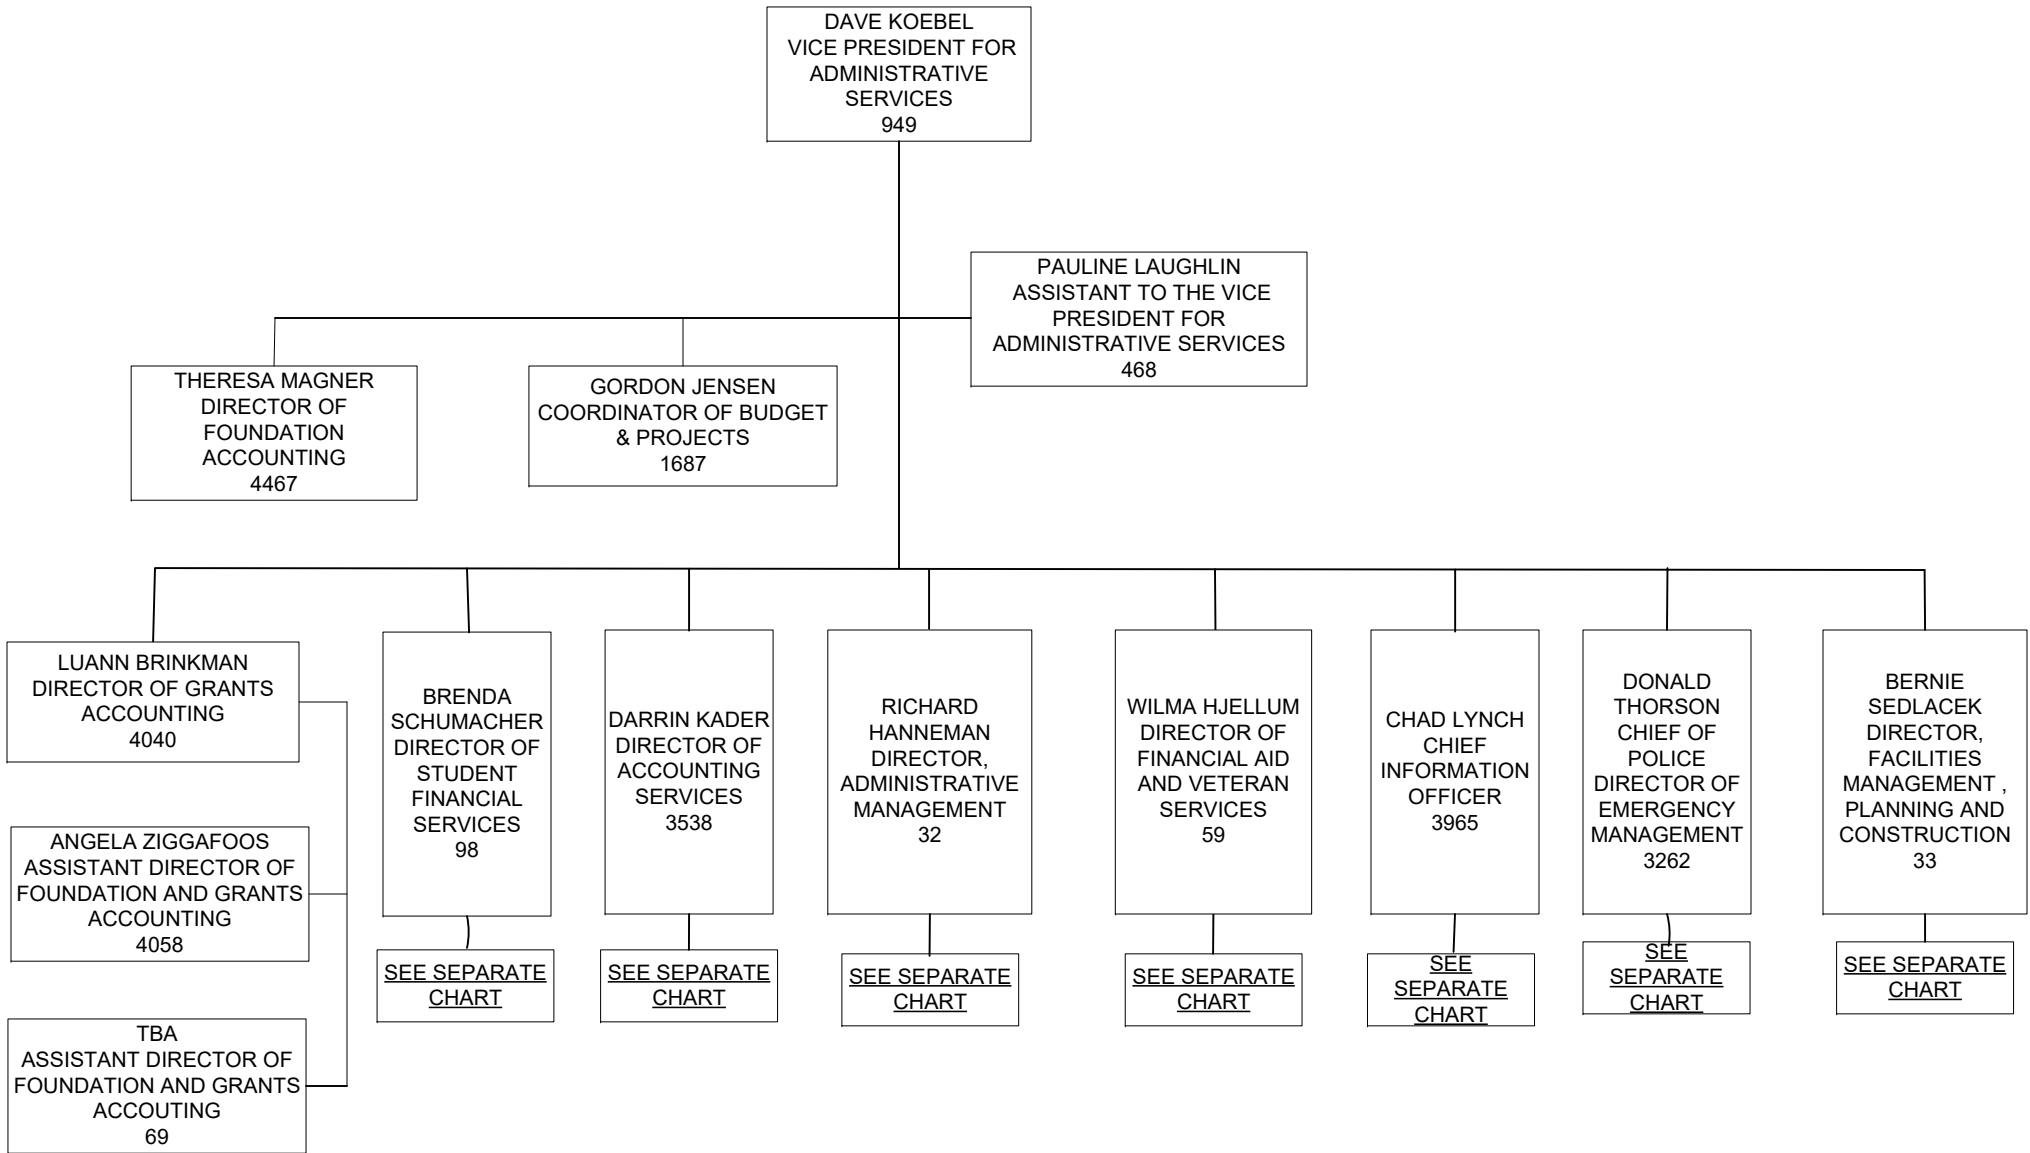 DAVE KOEBEL
VICE PRESIDENT FOR
ADMINISTRATIVE
SERVICES
949
PAULINE LAUGHLIN
ASSISTANT TO THE VICE
PRESIDENT FOR
ADMINISTRATIVE SERVICES
468
THERESA MAGNER
DIRECTOR OF
FOUNDATION
ACCOUNTING
4467
GORDON JENSEN
COORDINATOR OF BUDGET
& PROJECTS
1687
LUANN BRINKMAN
DIRECTOR OF GRANTS
ACCOUNTING
4040
ANGELA ZIGGAFOOS
ASSISTANT DIRECTOR OF
FOUNDATION AND GRANTS
ACCOUNTING
4058
TBA
ASSISTANT DIRECTOR OF
FOUNDATION AND GRANTS
ACCOUTING
69
BRENDA
SCHUMACHER
DIRECTOR OF
STUDENT
FINANCIAL
SERVICES
98
SEE SEPARATE
CHART
DARRIN KADER
DIRECTOR OF
ACCOUNTING
SERVICES
3538
SEE SEPARATE
CHART
RICHARD
HANNEMAN
DIRECTOR,
ADMINISTRATIVE
MANAGEMENT
32
SEE SEPARATE
CHART
WILMA HJELLUM
DIRECTOR OF
FINANCIAL AID
AND VETERAN
SERVICES
59
SEE SEPARATE
CHART
CHAD LYNCH
CHIEF
INFORMATION
OFFICER
3965
SEE
SEPARATE
CHART
DONALD
THORSON
CHIEF OF
POLICE
DIRECTOR OF
EMERGENCY
MANAGEMENT
3262
SEE
SEPARATE
CHART
BERNIE
SEDLACEK
DIRECTOR,
FACILITIES
MANAGEMENT ,
PLANNING AND
CONSTRUCTION
33
SEE SEPARATE
CHART